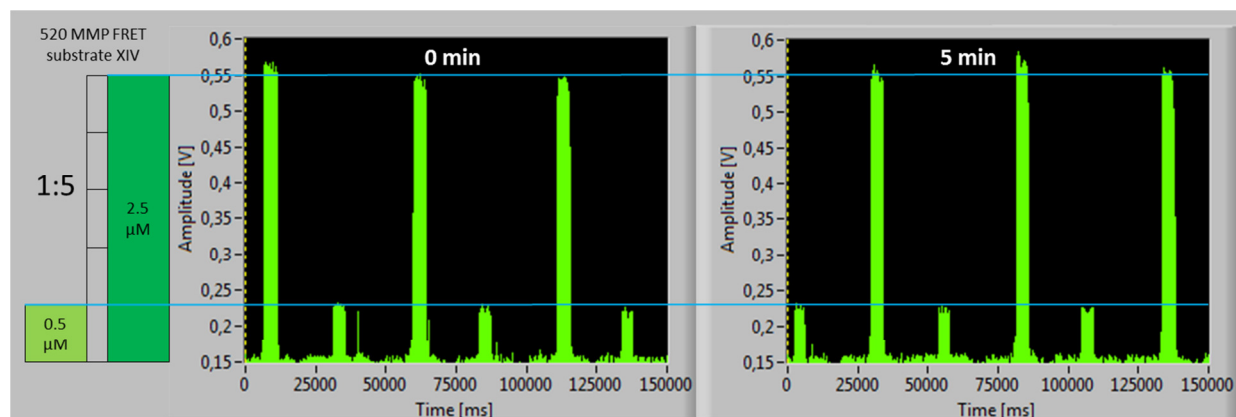 520 MMP FRET
substrate XIV
1:5
2.5
µM
0.5
µM
0 min
Amplitude [V]
0,6
0,55
0,5
0,45
0,4
0,35
0,3
0,25
0,2
0,15
0 25000 50000 75000 100000 125000 150000
Time [ms]
5 min
Amplitude [V]
0,6
0,55
0,5
0,45
0,4
0,35
0,3
0,25
0,2
0,15
0 25000 50000 75000 100000 125000 150000
Time [ms]